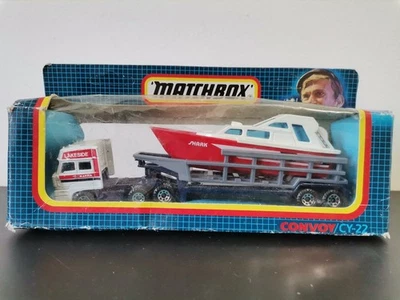 MATCHBOX
LAKESIDE
SHARK
CONVOY/CY-22